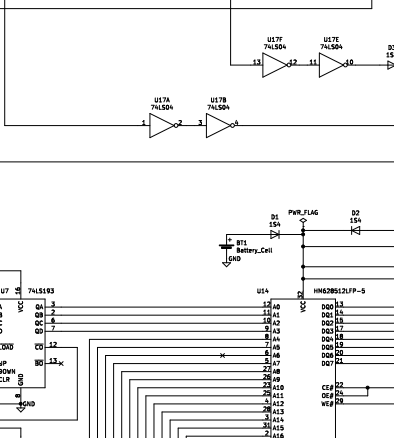 U17F
74LS04
U17E
74LS04
13
12
11
10
U17A
74LS04
U17B
74LS04
1
2
3
4
D1
1S4
PWR_FLAG
D2
1S4
+
BT1
Battery_Cell
GND
U7
74LS193
16
VCC
U14
HM628512LFP-5
32
VCC
QA 3
QB 2
QC 6
QD 7
CO 12
BO 13
LOAD
UP
DOWN
CLR
GND
8
GND
12 A0
11 A1
10 A2
9 A3
8 A4
7 A5
6 A6
5 A7
27 A8
26 A9
23 A10
25 A11
4 A12
28 A13
3 A14
31 A15
2 A16
DQ0 13
DQ1 14
DQ2 15
DQ3 17
DQ4 18
DQ5 19
DQ6 20
DQ7 21
CE# 22
OE# 24
WE# 29